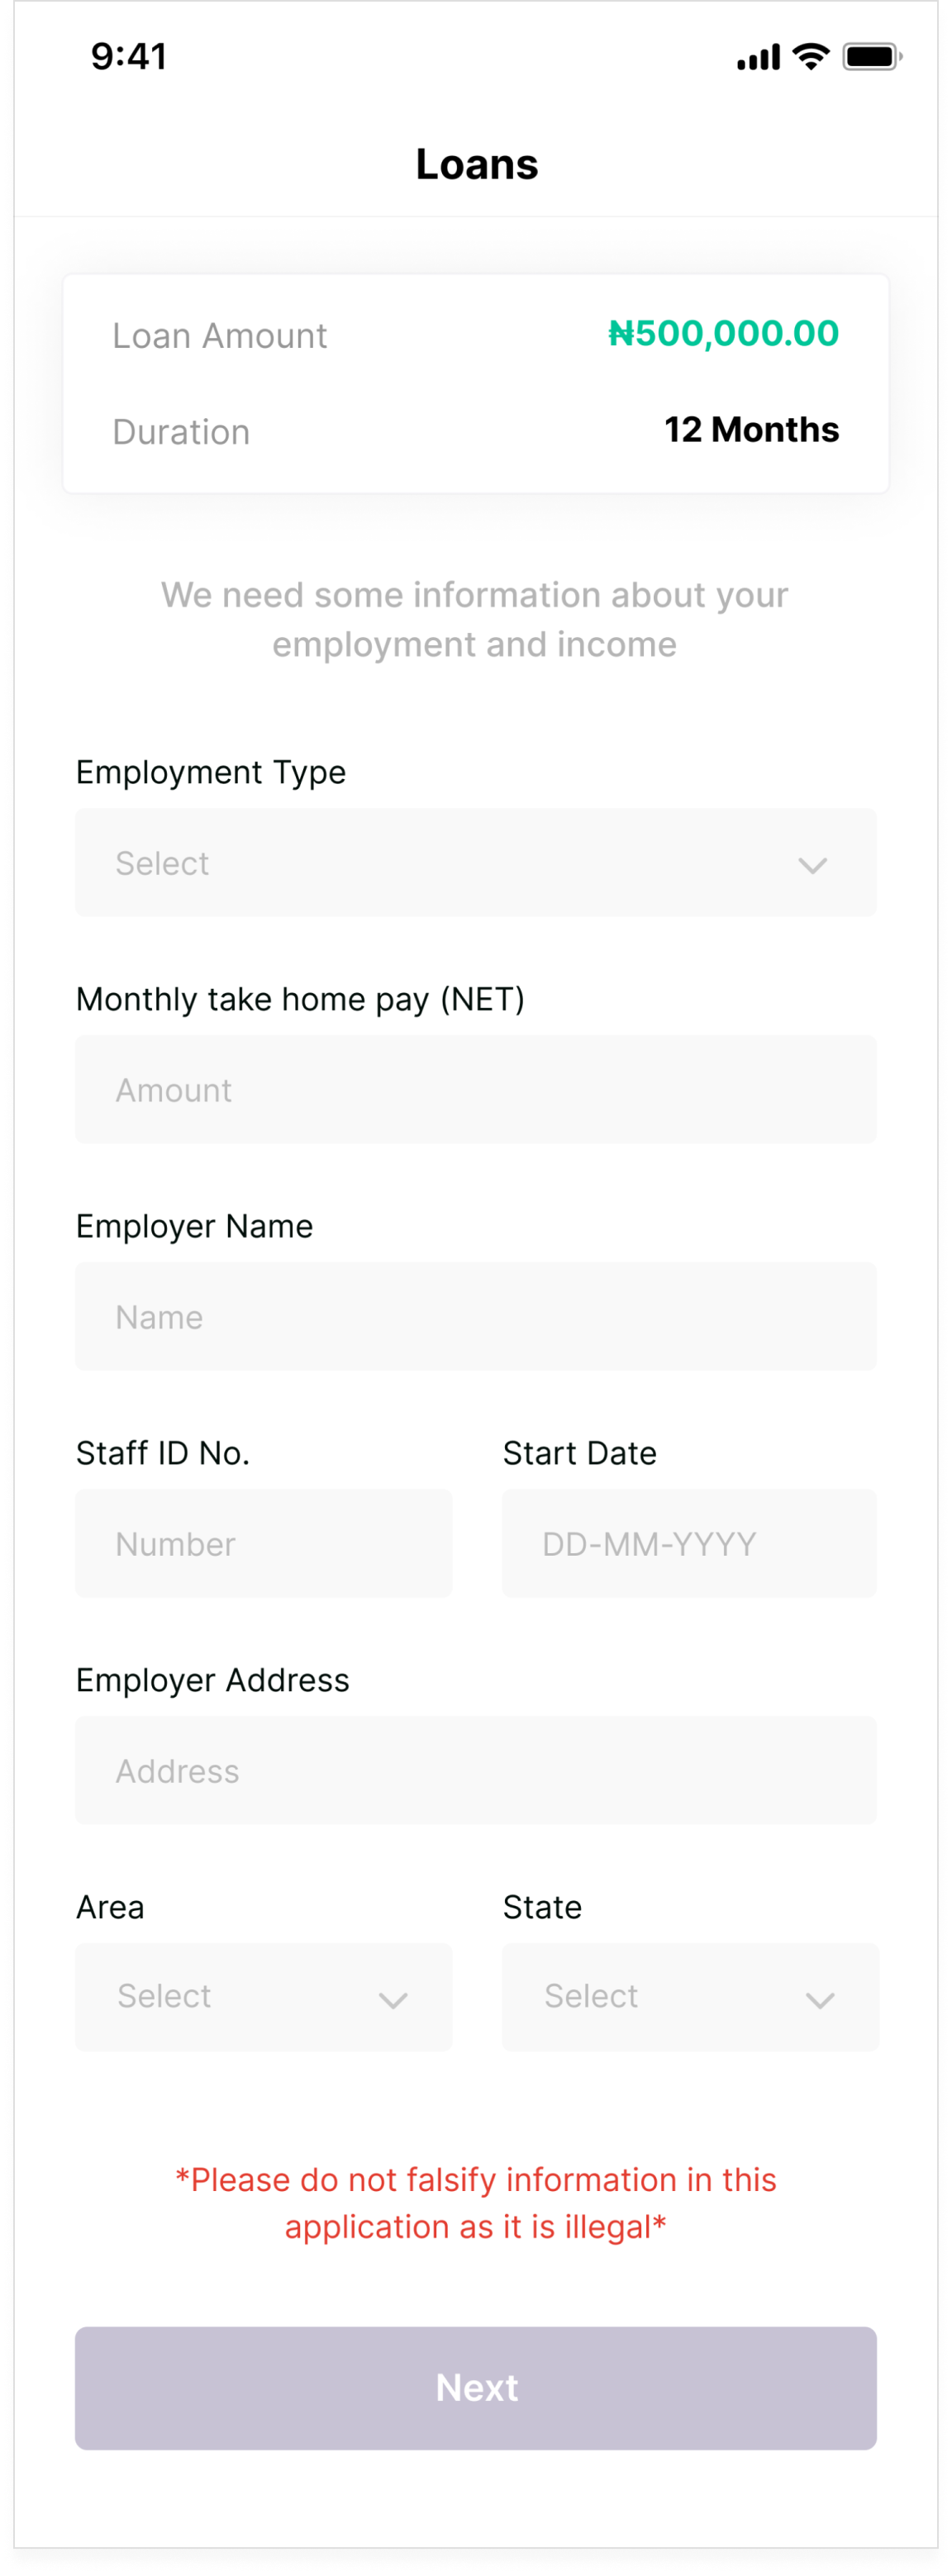 9:41
Loans
Loan Amount ₦500,000.00
Duration 12 Months
We need some information about your
employment and income
Employment Type
Select
Monthly take home pay (NET)
Amount
Employer Name
Name
Staff ID No. Start Date
Number DD-MM-YYYY
Employer Address
Address
Area State
Select Select
*Please do not falsify information in this
application as it is illegal*
Next